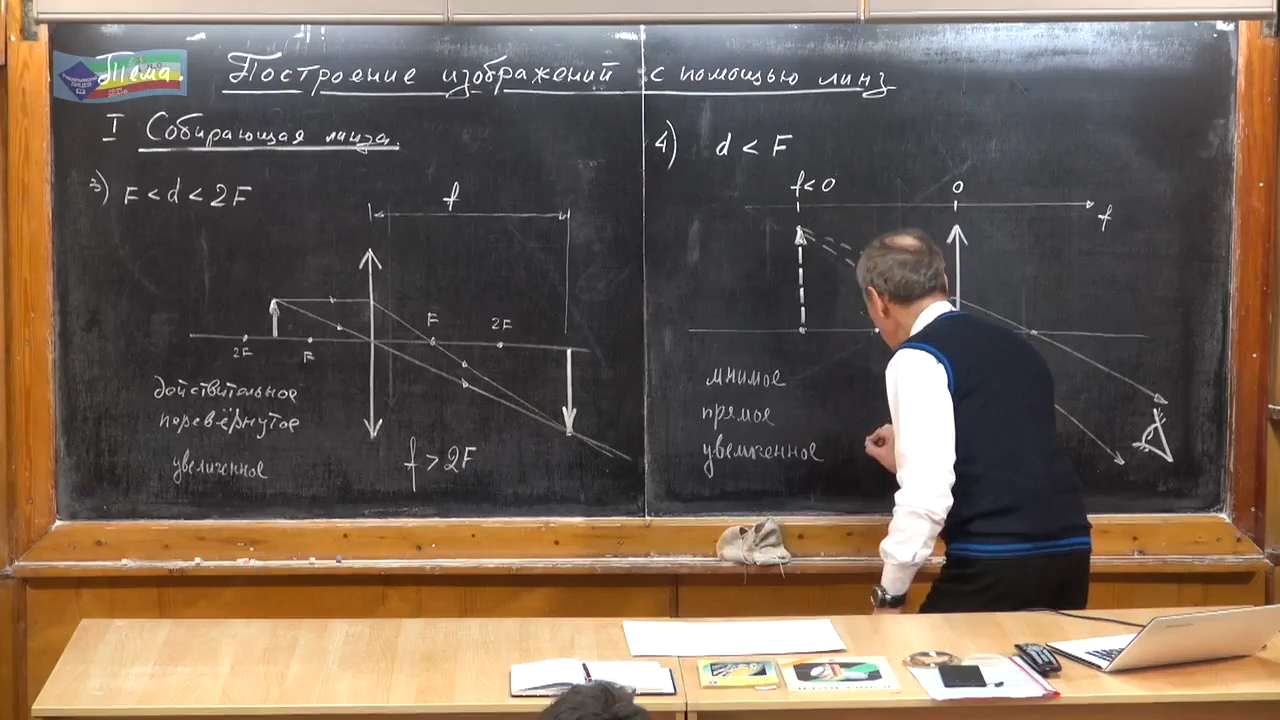 Тема. Построение изображений с помощью линз
I Собирающая линза.
3) F < d < 2F
f
F
2F
2F
F
действительное
перевёрнутое
увеличенное
f > 2F
4) d < F
f < 0
0
f
мнимое
прямое
увеличенное